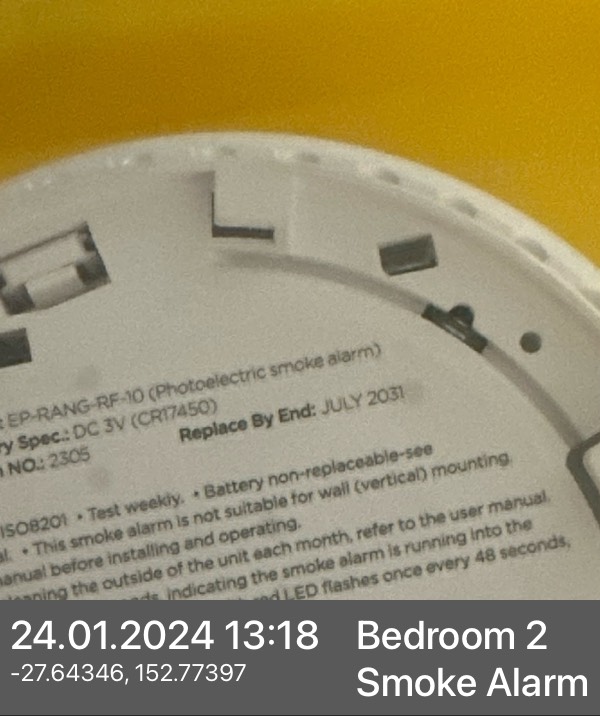 EP-RANG-RF-10 (Photoelectric smoke alarm)
ry Spec.: DC 3V (CR17450)
NO.: 2305 Replace By End: JULY 2031
ISO8201 • Test weekly. • Battery non-replaceable-see
al. • This smoke alarm is not suitable for wall (vertical) mounting.
anual before installing and operating.
eaning the outside of the unit each month, refer to the user manual.
indicating the smoke alarm is running into the
LED flashes once every 48 seconds,
24.01.2024 13:18
-27.64346, 152.77397
Bedroom 2
Smoke Alarm